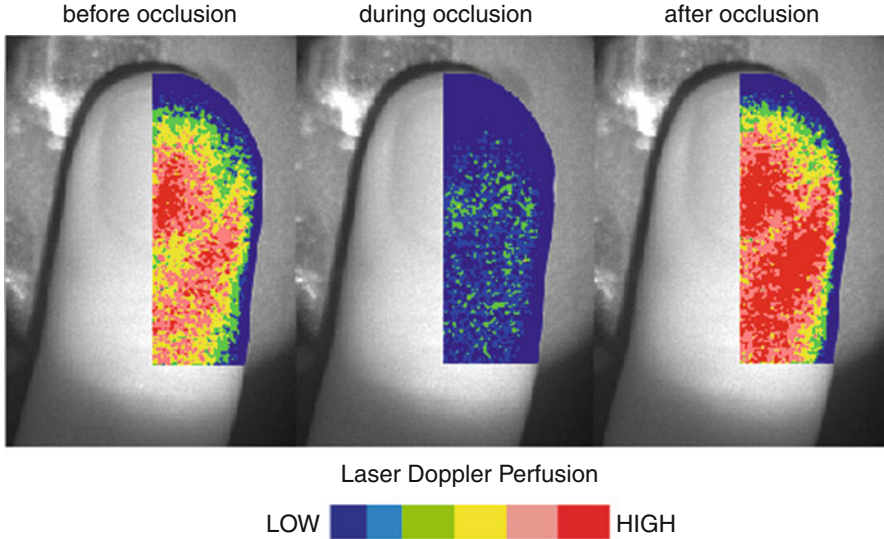 before occlusion
during occlusion
after occlusion
Laser Doppler Perfusion
LOW
HIGH